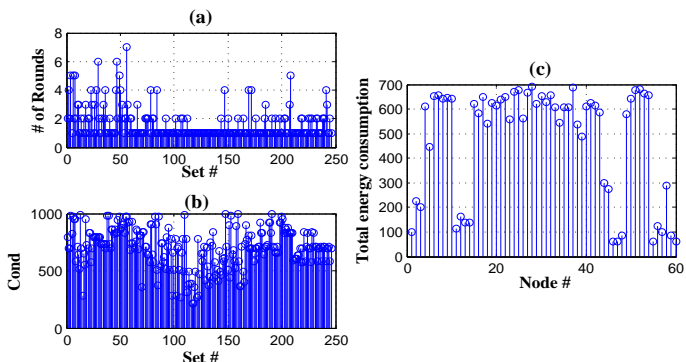 (a)
8
6
4
2
0
# of Rounds
0 50 100 150 200 250
Set #
(b)
1000
500
0
Cond
0 50 100 150 200 250
Set #
(c)
700
600
500
400
300
200
100
0
Total energy consumption
0 20 40 60
Node #